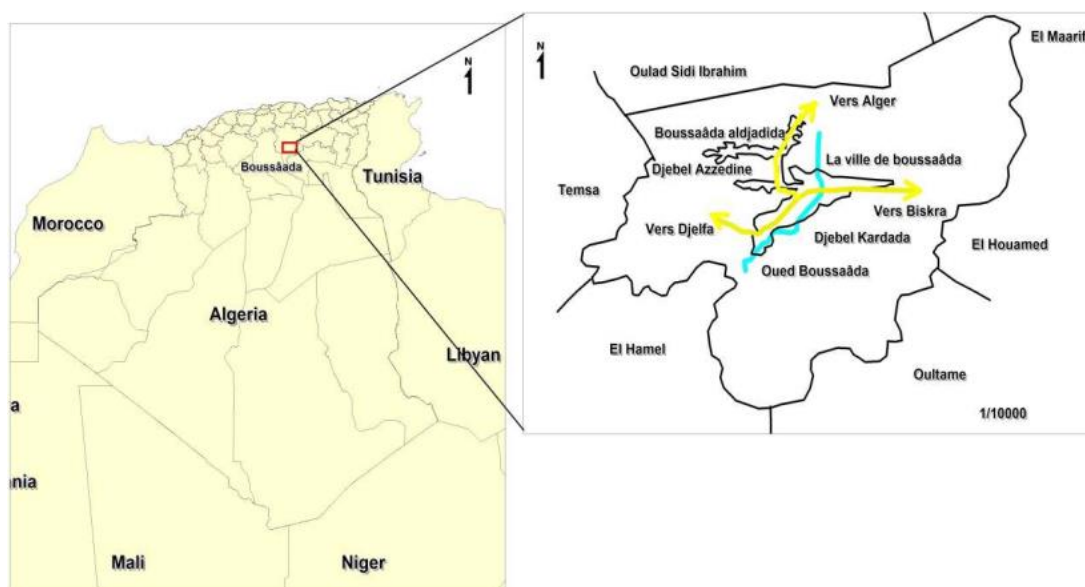 N
Boussâada
Tunisia
Morocco
Algeria
Libyan
a
nia
Mali
Niger
N
El Maarif
Oulad Sidi Ibrahim
Vers Alger
Boussaâda aldjadida
La ville de boussaâda
Djebel Azzedine
Temsa
Vers Biskra
Vers Djelfa
Djebel Kardada
El Houamed
Oued Boussaâda
El Hamel
Oultame
1/10000